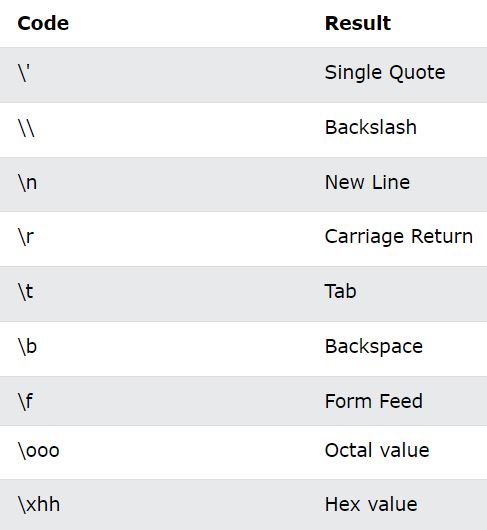 Code Result
\' Single Quote
\\ Backslash
\n New Line
\r Carriage Return
\t Tab
\b Backspace
\f Form Feed
\ooo Octal value
\xhh Hex value